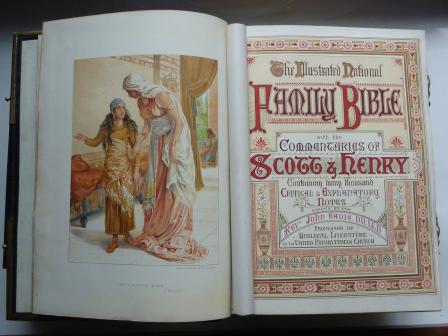 The Illustrated National
FAMILY BIBLE
with the
COMMENTARIES OF
SCOTT & HENRY
Containing many thousand
CRITICAL & EXPLANATORY
NOTES
Revd. JOHN EADIE D.D LL.D
PROFESSOR OF
BIBLICAL LITERATURE
TO THE UNITED PRESBYTERIAN CHURCH